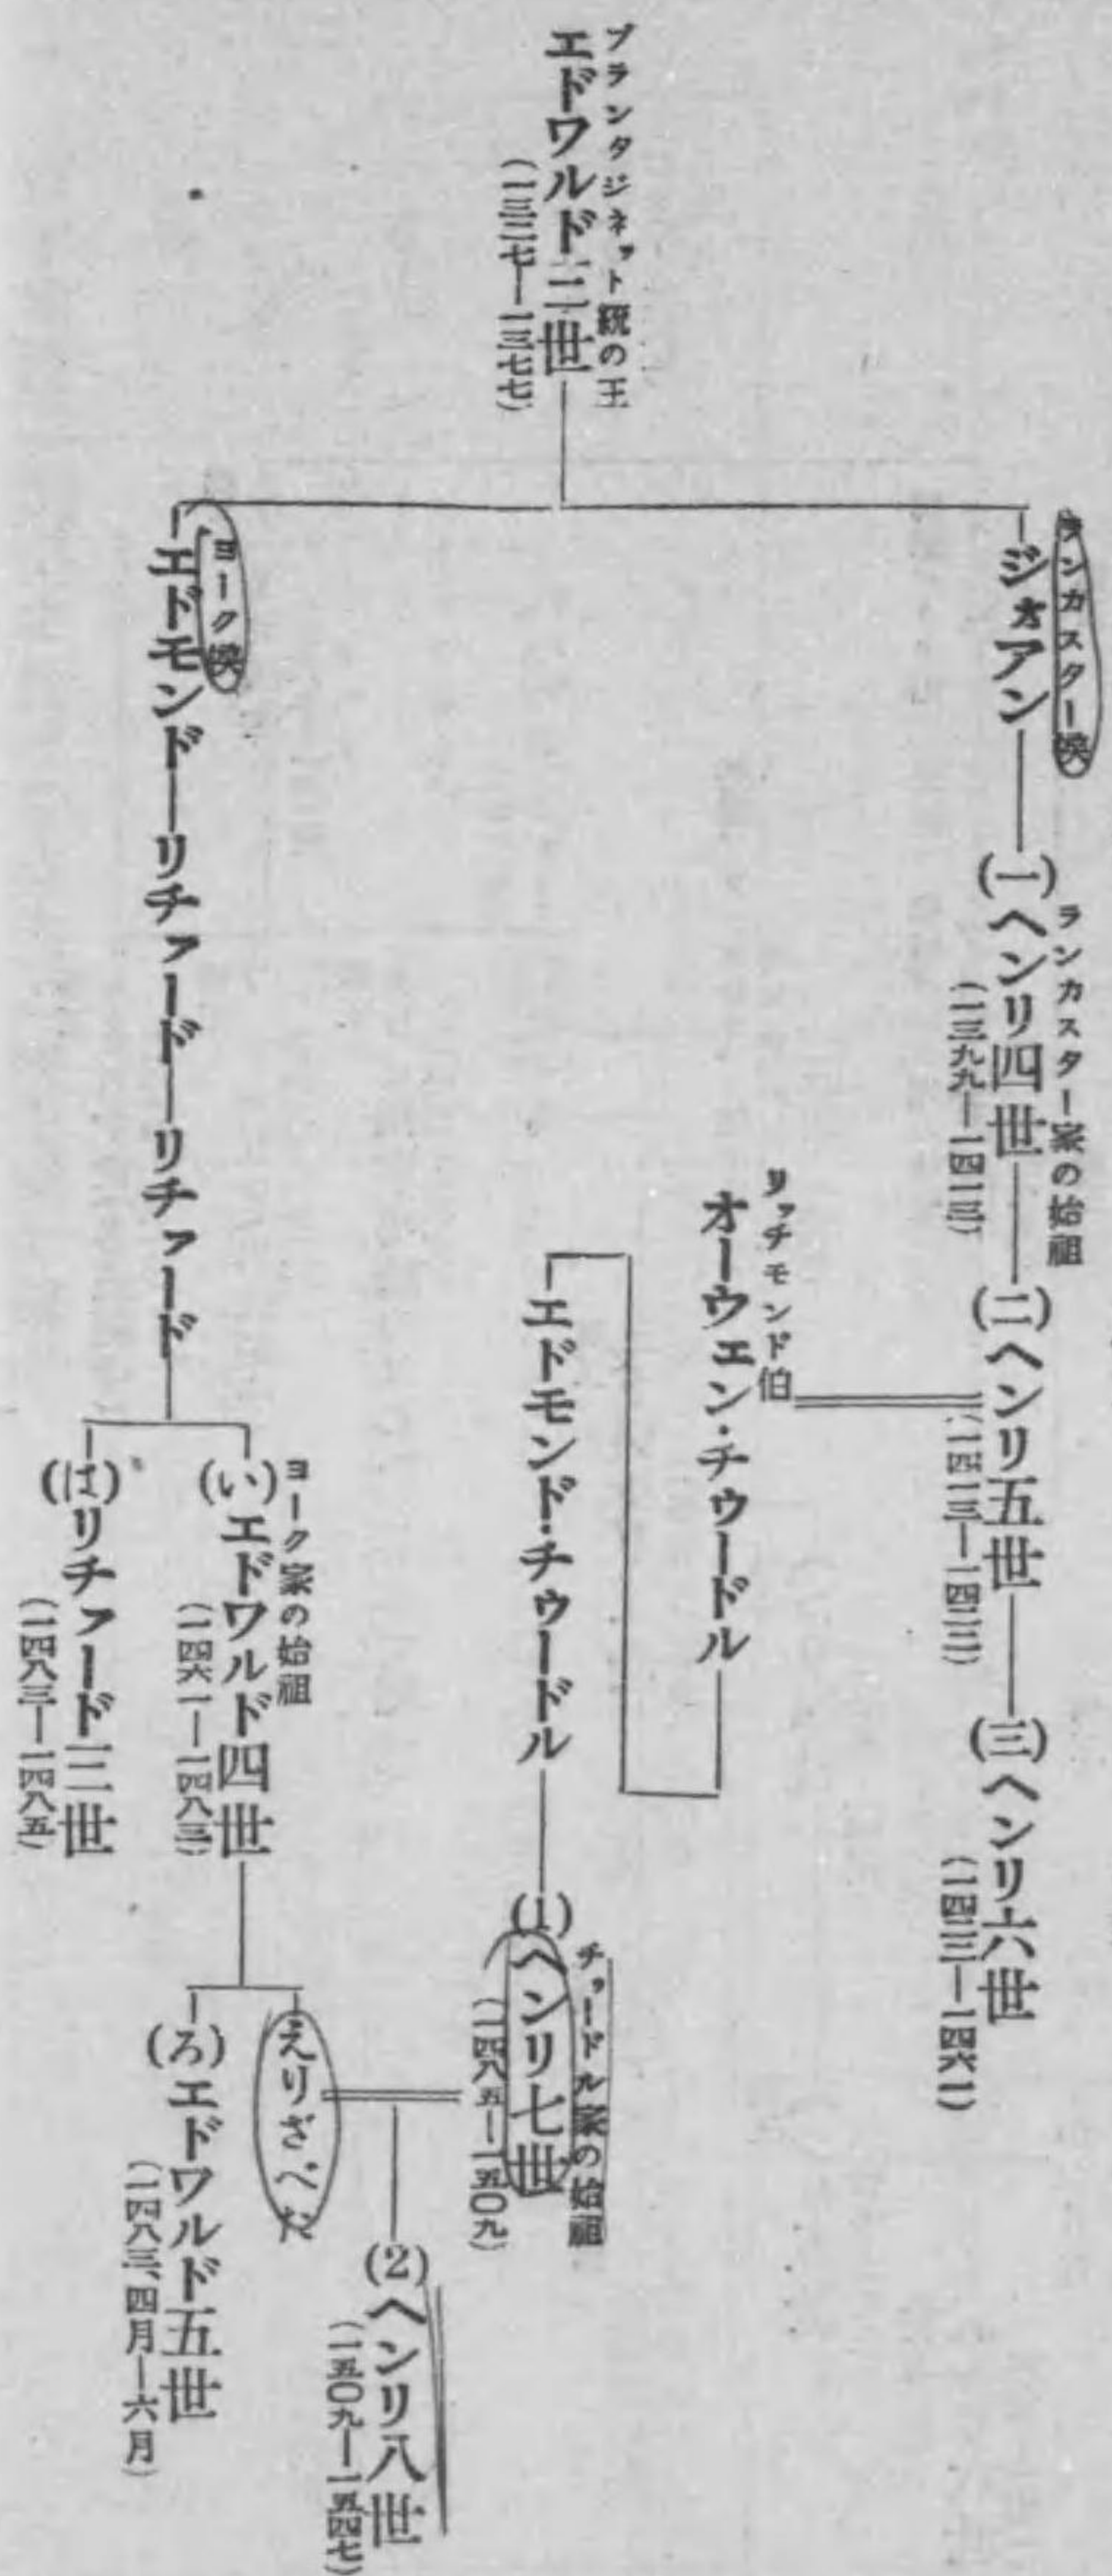 プランタジネット統の王
エドワルド三世
(一三二七—一三七七)
ランカスター侯
ジォアン
ランカスター家の始祖
(一)ヘンリ四世
(一三九九—一四一三)
(二)ヘンリ五世
(一四一三—一四二二)
(三)ヘンリ六世
(一四二二—一四六一)
リッチモンド伯
オーウェン・チゥードル
エドモンド・チゥードル
チゥードル家の始祖
(1)ヘンリ七世
(一四八五—一五〇九)
(2)ヘンリ八世
(一五〇九—一五四七)
ヨーク侯
エドモンド—リチァード—リチァード
ヨーク家の始祖
(い)エドワルド四世
(一四六一—一四八三)
えりざべた
(ろ)エドワルド五世
(一四八三、四月—六月)
(は)リチァード三世
(一四八三—一四八五)